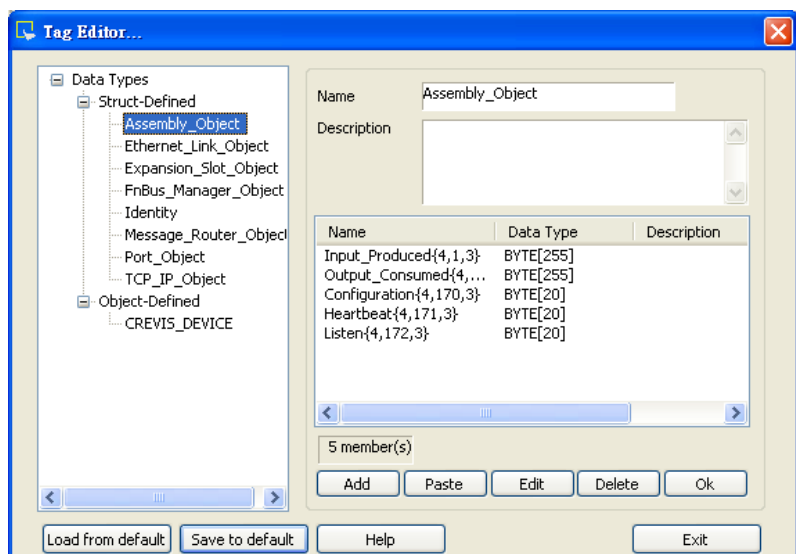 Tag Editor...
Data Types
Struct-Defined
Assembly_Object
Ethernet_Link_Object
Expansion_Slot_Object
FnBus_Manager_Object
Identity
Message_Router_Object
Port_Object
TCP_IP_Object
Object-Defined
CREVIS_DEVICE
Name Assembly_Object
Description
Name Data Type Description
Input_Produced{4,1,3} BYTE[255]
Output_Consumed{4,... BYTE[255]
Configuration{4,170,3} BYTE[20]
Heartbeat{4,171,3} BYTE[20]
Listen{4,172,3} BYTE[20]
5 member(s)
Add Paste Edit Delete Ok
Load from default Save to default Help Exit